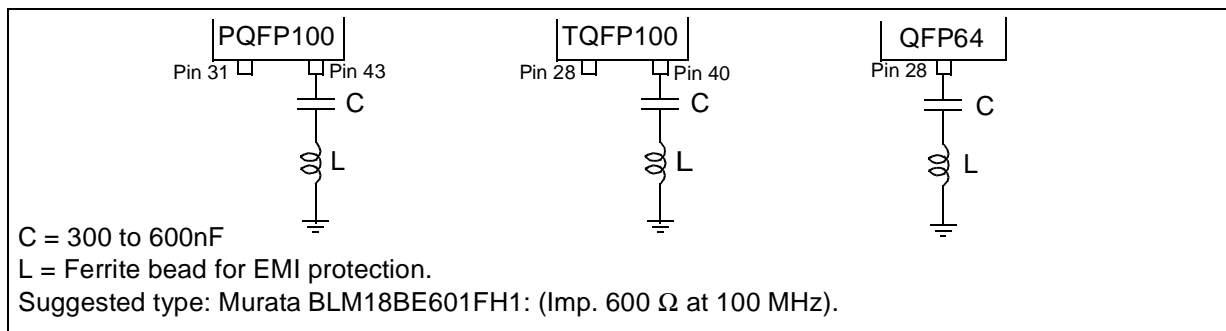 PQFP100
TQFP100
QFP64
Pin 31
Pin 43
Pin 28
Pin 40
Pin 28
C
C
C
L
L
L
C = 300 to 600nF
L = Ferrite bead for EMI protection.
Suggested type: Murata BLM18BE601FH1: (Imp. 600 Ω at 100 MHz).